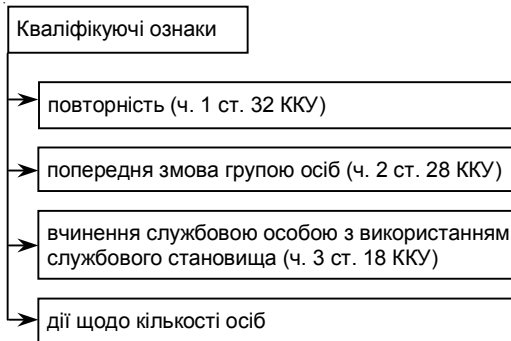 Кваліфікуючі ознаки
повторність (ч. 1 ст. 32 ККУ)
попередня змова групою осіб (ч. 2 ст. 28 ККУ)
вчинення службовою особою з використанням
службового становища (ч. 3 ст. 18 ККУ)
дії щодо кількості осіб